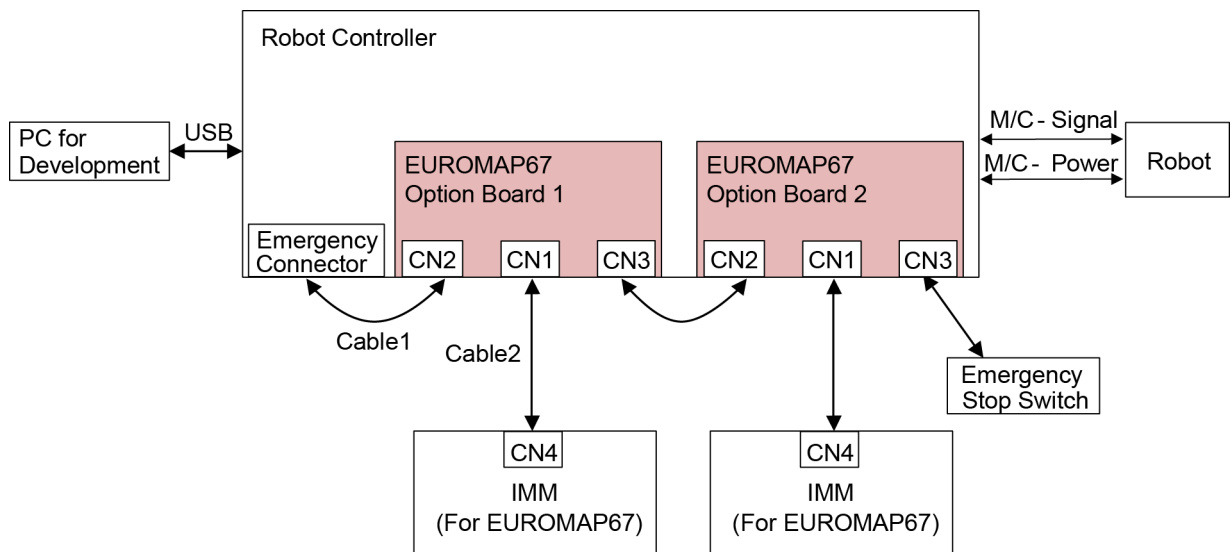 Robot Controller
PC for
Development
USB
EUROMAP67
Option Board 1
EUROMAP67
Option Board 2
M/C - Signal
M/C - Power
Robot
Emergency
Connector
CN2
CN1
CN3
CN2
CN1
CN3
Cable1
Cable2
Emergency
Stop Switch
CN4
IMM
(For EUROMAP67)
CN4
IMM
(For EUROMAP67)